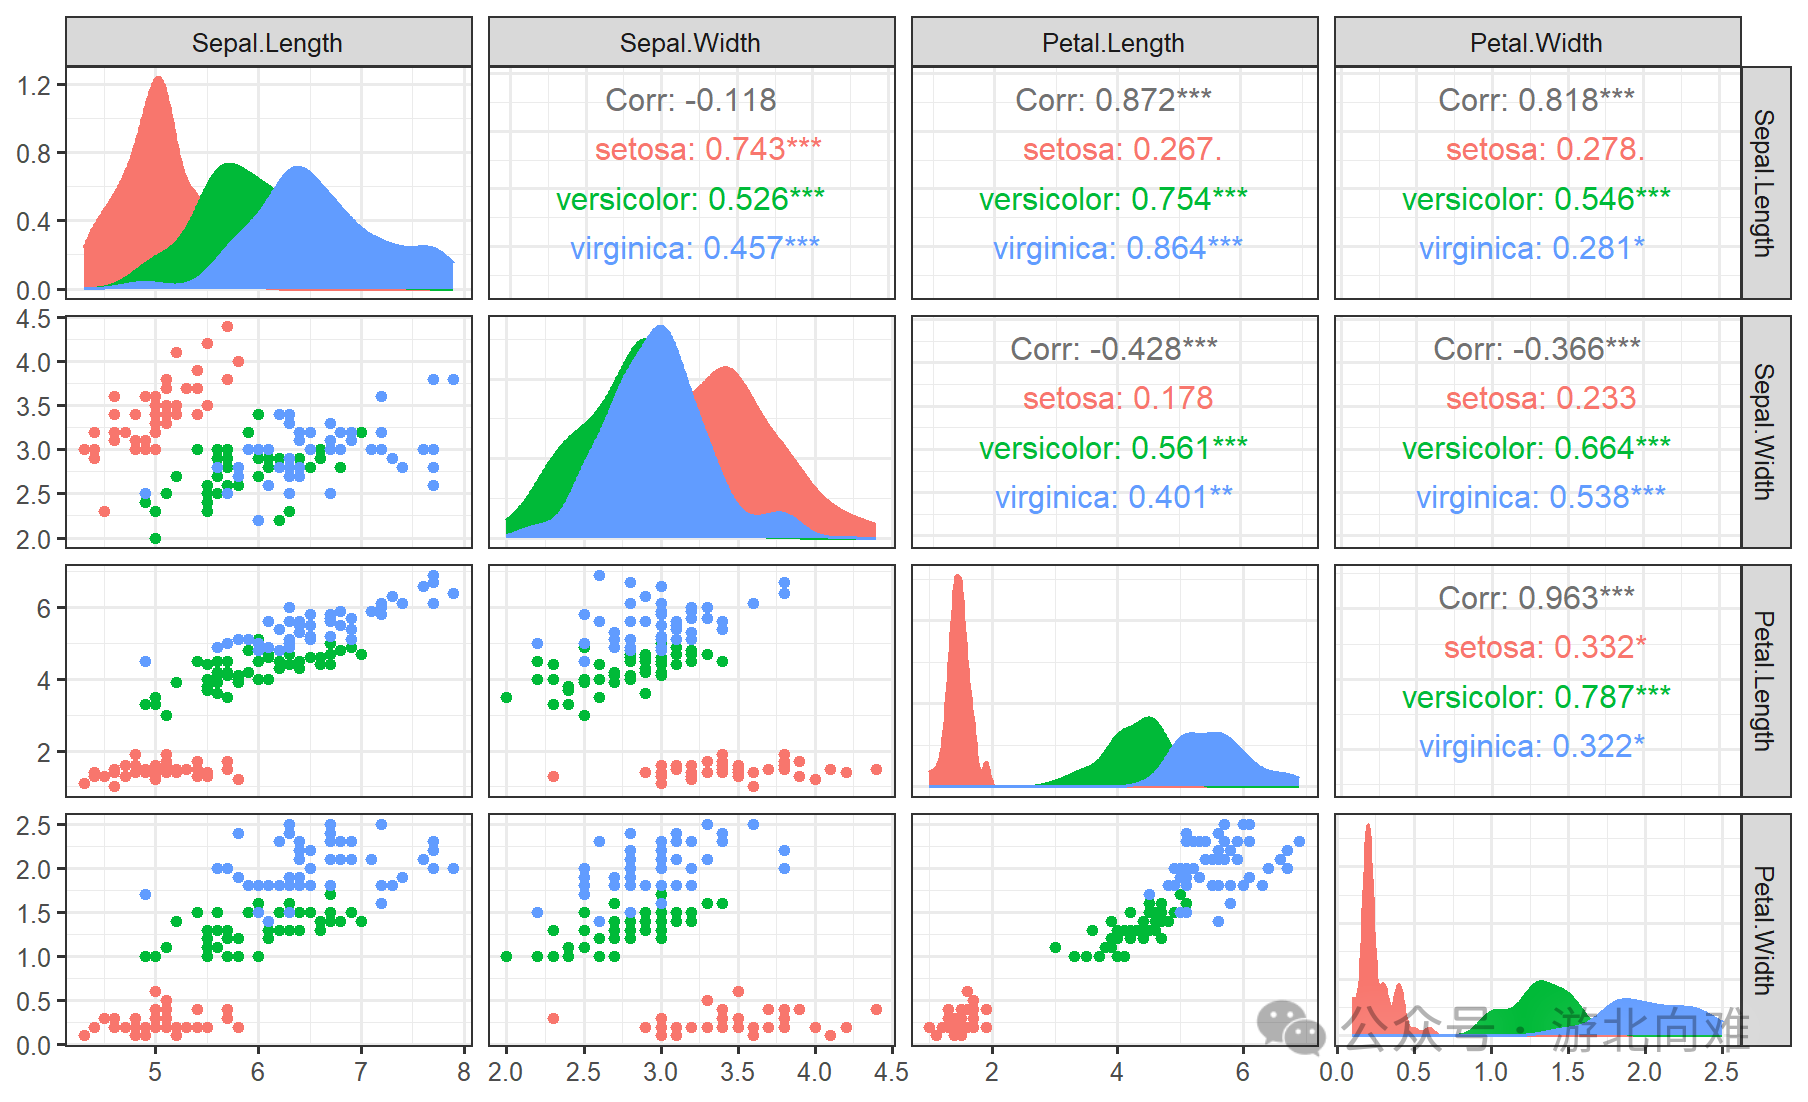 Sepal.Length
Sepal.Width
Petal.Length
Petal.Width
1.2
0.8
0.4
0.0
Corr: -0.118
setosa: 0.743***
versicolor: 0.526***
virginica: 0.457***
Corr: 0.872***
setosa: 0.267.
versicolor: 0.754***
virginica: 0.864***
Corr: 0.818***
setosa: 0.278.
versicolor: 0.546***
virginica: 0.281*
Sepal.Length
4.5
4.0
3.5
3.0
2.5
2.0
Corr: -0.428***
setosa: 0.178
versicolor: 0.561***
virginica: 0.401**
Corr: -0.366***
setosa: 0.233
versicolor: 0.664***
virginica: 0.538***
Sepal.Width
6
4
2
Corr: 0.963***
setosa: 0.332*
versicolor: 0.787***
virginica: 0.322*
Petal.Length
2.5
2.0
1.5
1.0
0.5
0.0
Petal.Width
公众号 · 游北向难
5 6 7 8
2.0 2.5 3.0 3.5 4.0 4.5
2 4 6
0.0 0.5 1.0 1.5 2.0 2.5